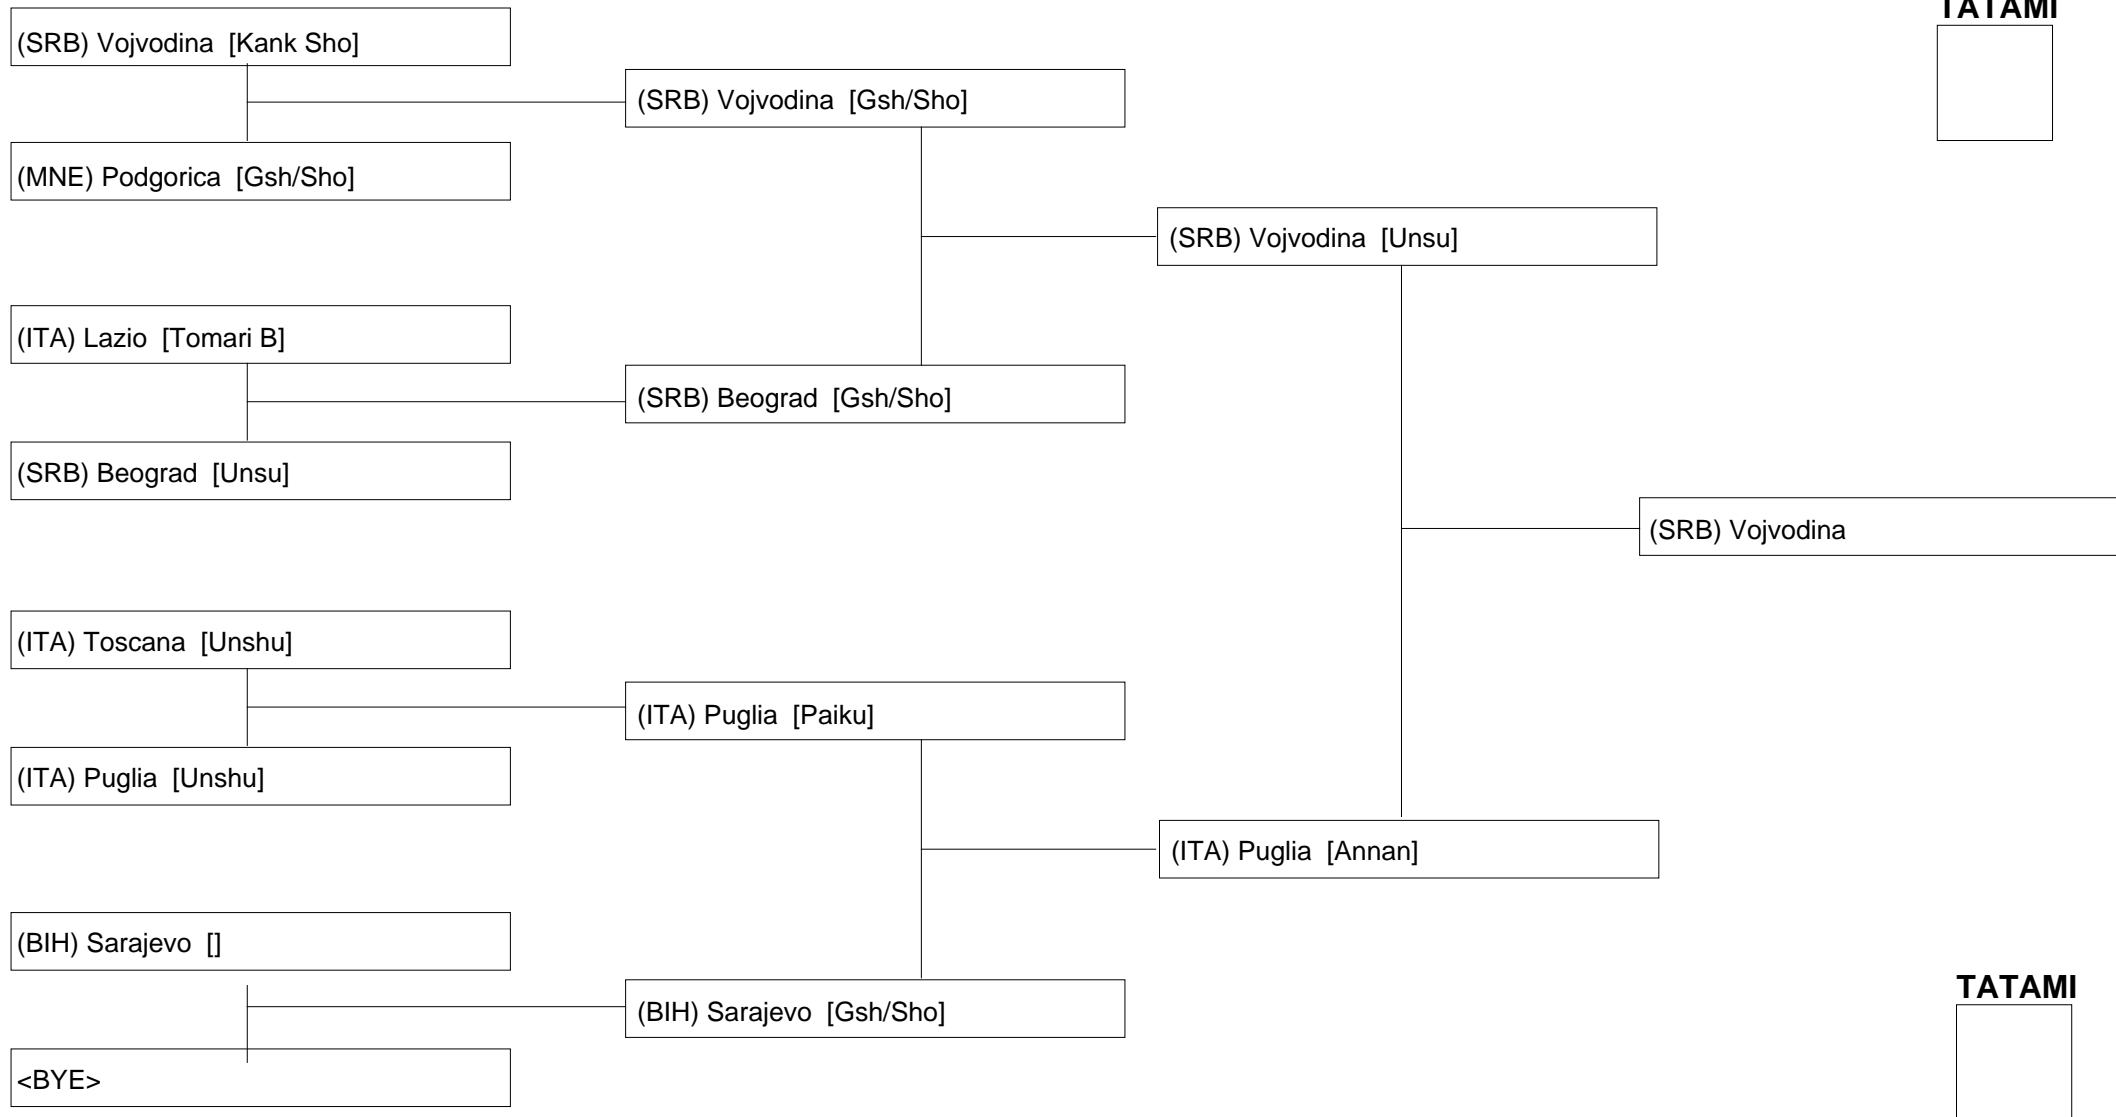 TATAMI
(SRB) Vojvodina [Kank Sho]
(SRB) Vojvodina [Gsh/Sho]
(MNE) Podgorica [Gsh/Sho]
(SRB) Vojvodina [Unsu]
(ITA) Lazio [Tomari B]
(SRB) Beograd [Gsh/Sho]
(SRB) Beograd [Unsu]
(SRB) Vojvodina
(ITA) Toscana [Unshu]
(ITA) Puglia [Paiku]
(ITA) Puglia [Unshu]
(ITA) Puglia [Annan]
(BIH) Sarajevo []
TATAMI
(BIH) Sarajevo [Gsh/Sho]
<BYE>